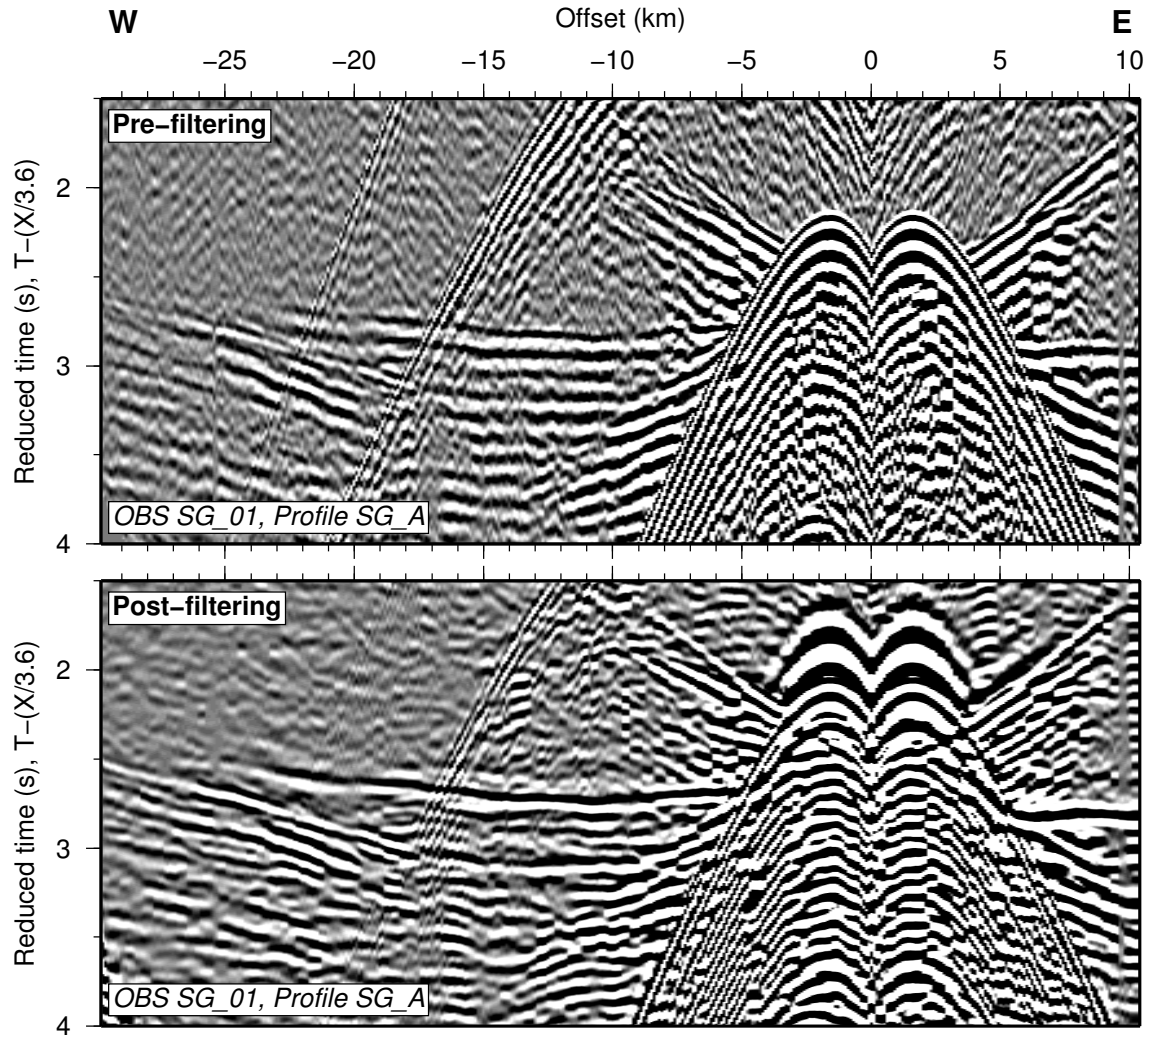 W Offset (km) E
−25 −20 −15 −10 −5 0 5 10
Pre−filtering
Reduced time (s), T−(X/3.6)
2
3
4
OBS SG_01, Profile SG_A
Post−filtering
Reduced time (s), T−(X/3.6)
2
3
4
OBS SG_01, Profile SG_A